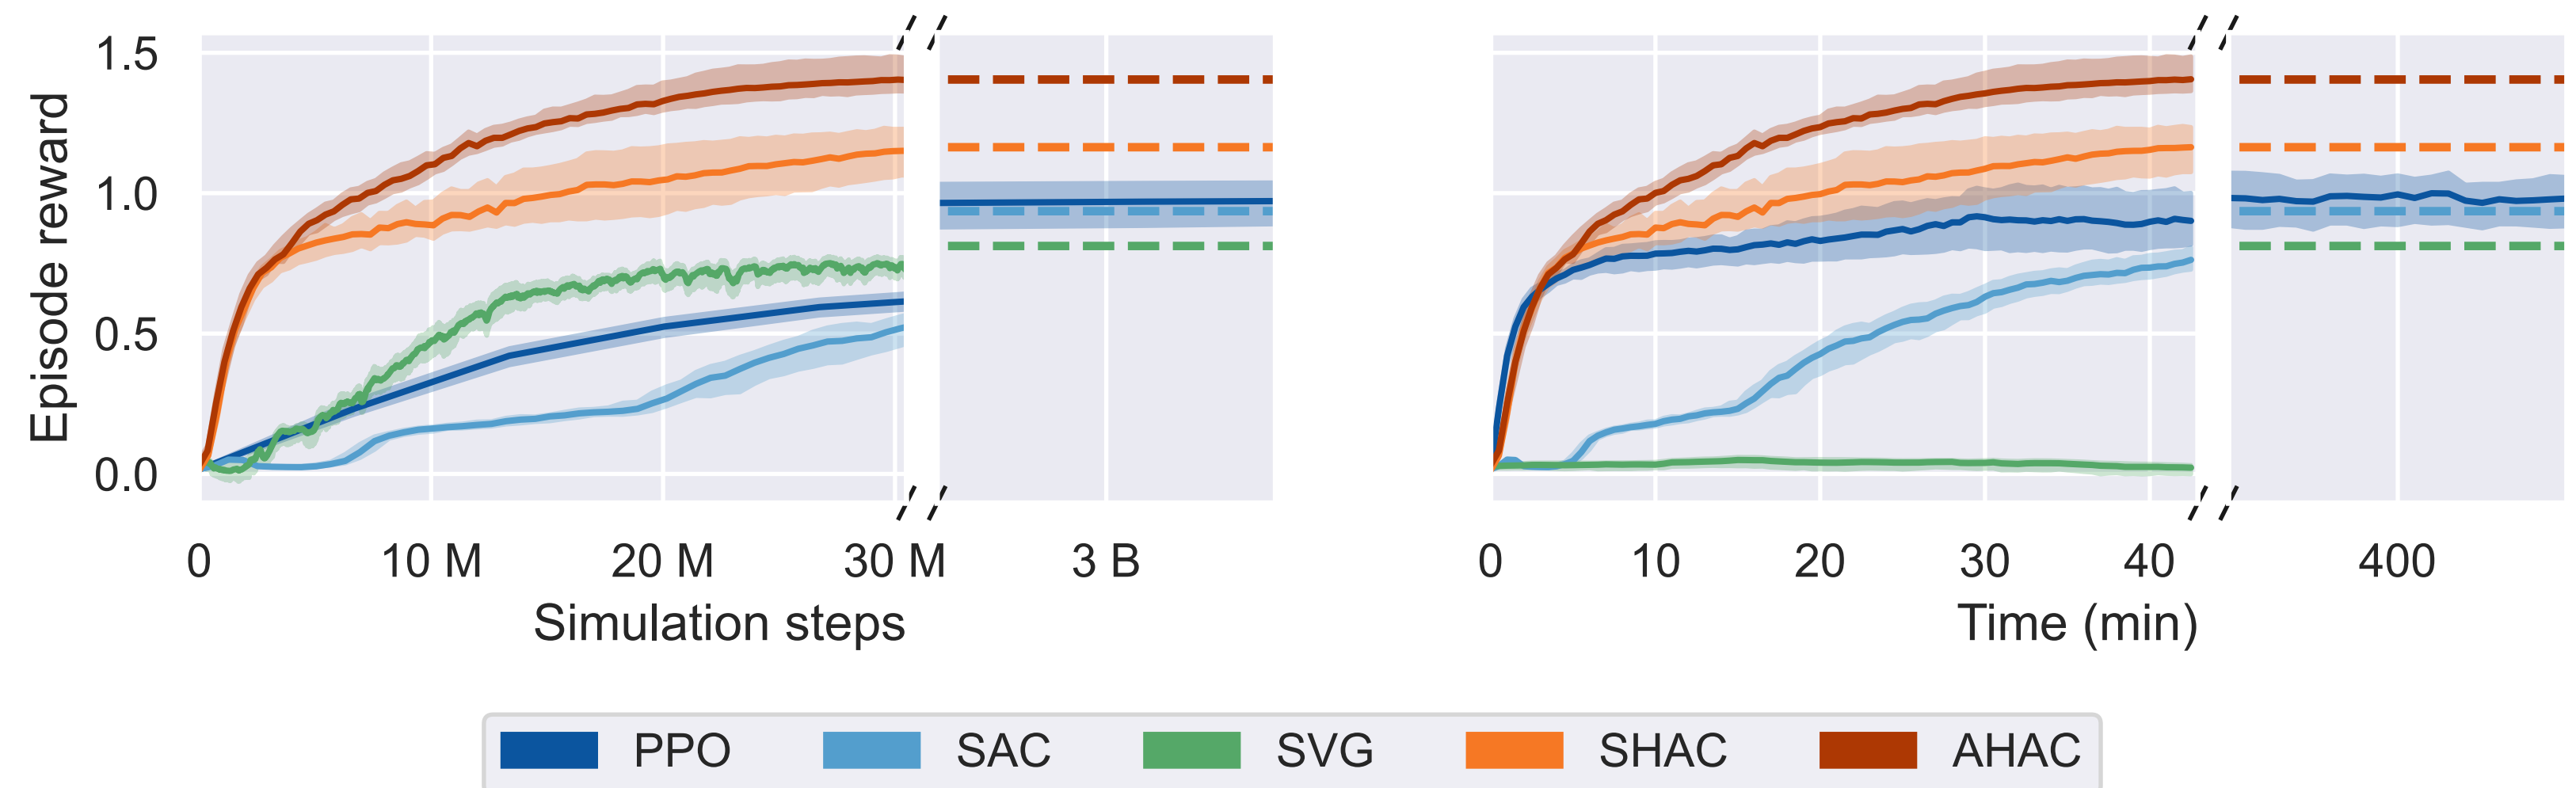 Episode reward
1.5
1.0
0.5
0.0
0 10 M 20 M 30 M 3 B
Simulation steps
0 10 20 30 40 400
Time (min)
PPO SAC SVG SHAC AHAC